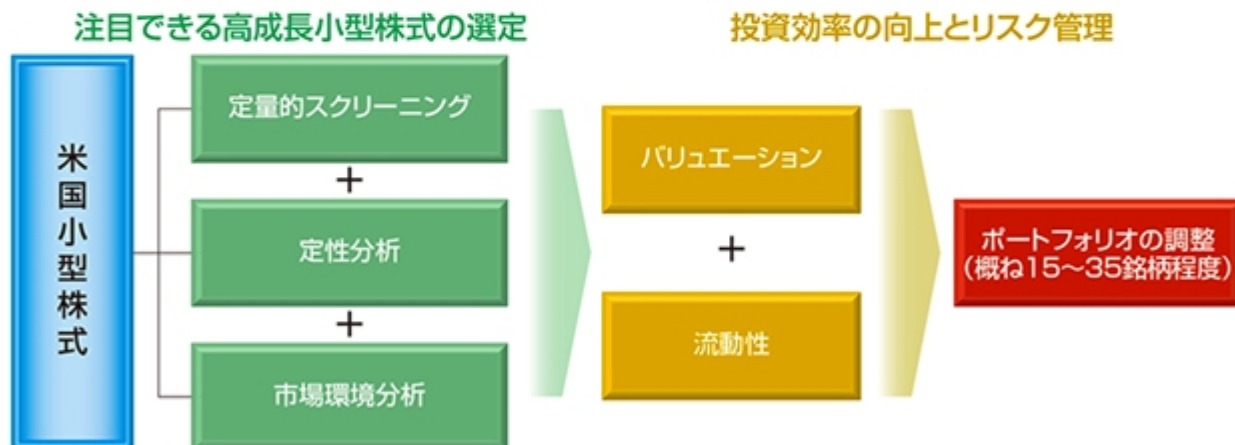 注目できる高成長小型株式の選定
投資効率の向上とリスク管理
米国小型株式
定量的スクリーニング
+
定性分析
+
市場環境分析
バリュエーション
+
流動性
ポートフォリオの調整
(概ね15～35銘柄程度)